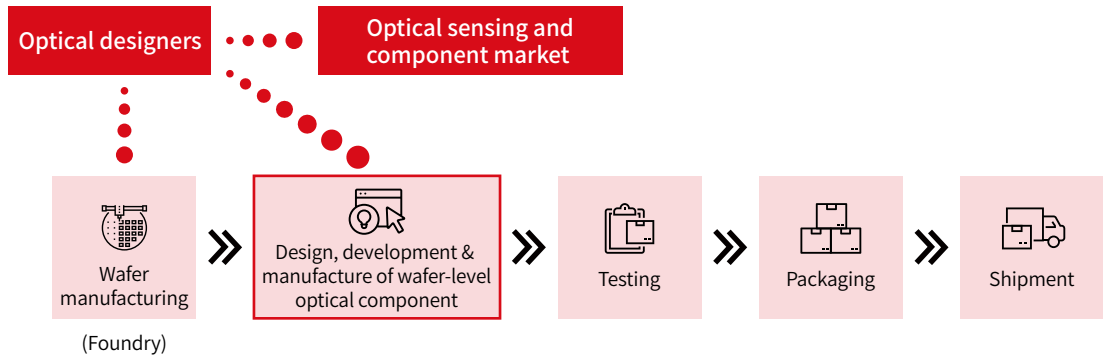 Optical designers
Optical sensing and
component market
Wafer
manufacturing
(Foundry)
Design, development &
manufacture of wafer-level
optical component
Testing
Packaging
Shipment